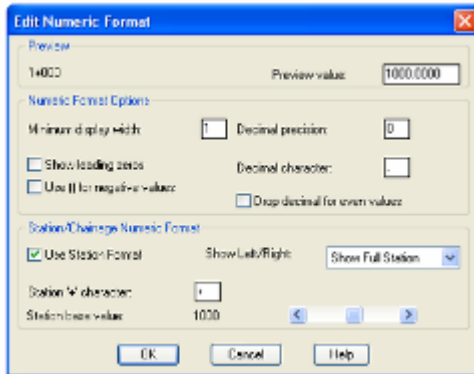 Edit Numeric Format
Preview
1+000
Preview value: 1000.0000
Numeric Format Options
Minimum display width: 1
Decimal precision: 0
Show leading zeros
Decimal character: .
Use () for negative values
Drop decimal for even values
Station/Chainage Numeric Format
Use Station Format
Show Left/Right: Show Full Station
Station '+' character: +
Station base value: 1000
OK
Cancel
Help